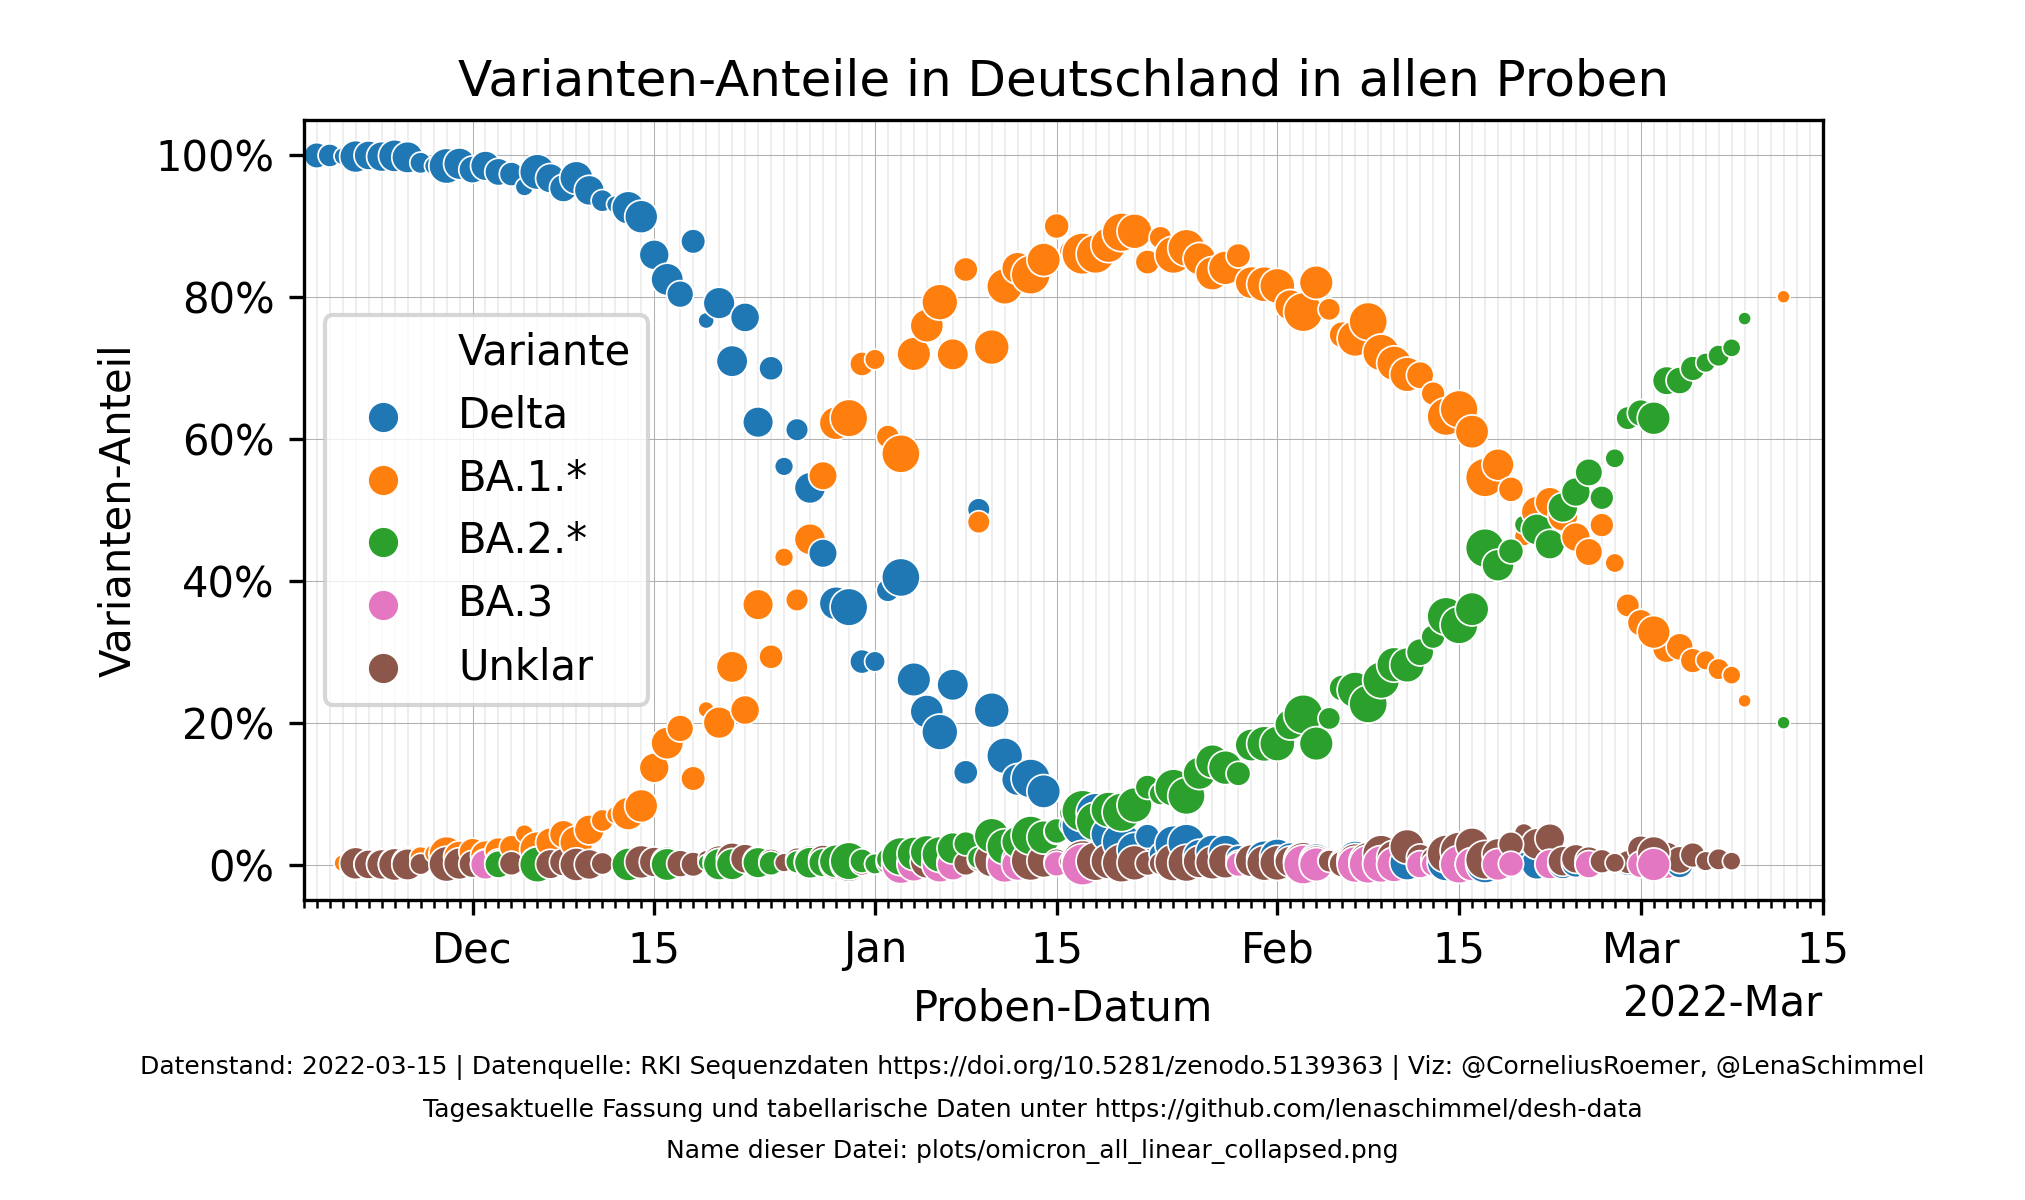 Varianten-Anteile in Deutschland in allen Proben
100%
80%
60%
40%
20%
0%
Varianten-Anteil
Variante
Delta
BA.1.*
BA.2.*
BA.3
Unklar
Dec 15 Jan 15 Feb 15 Mar 15
Proben-Datum
2022-Mar
Datenstand: 2022-03-15 | Datenquelle: RKI Sequenzdaten https://doi.org/10.5281/zenodo.5139363 | Viz: @CorneliusRoemer, @LenaSchimmel
Tagesaktuelle Fassung und tabellarische Daten unter https://github.com/lenaschimmel/desh-data
Name dieser Datei: plots/omicron_all_linear_collapsed.png